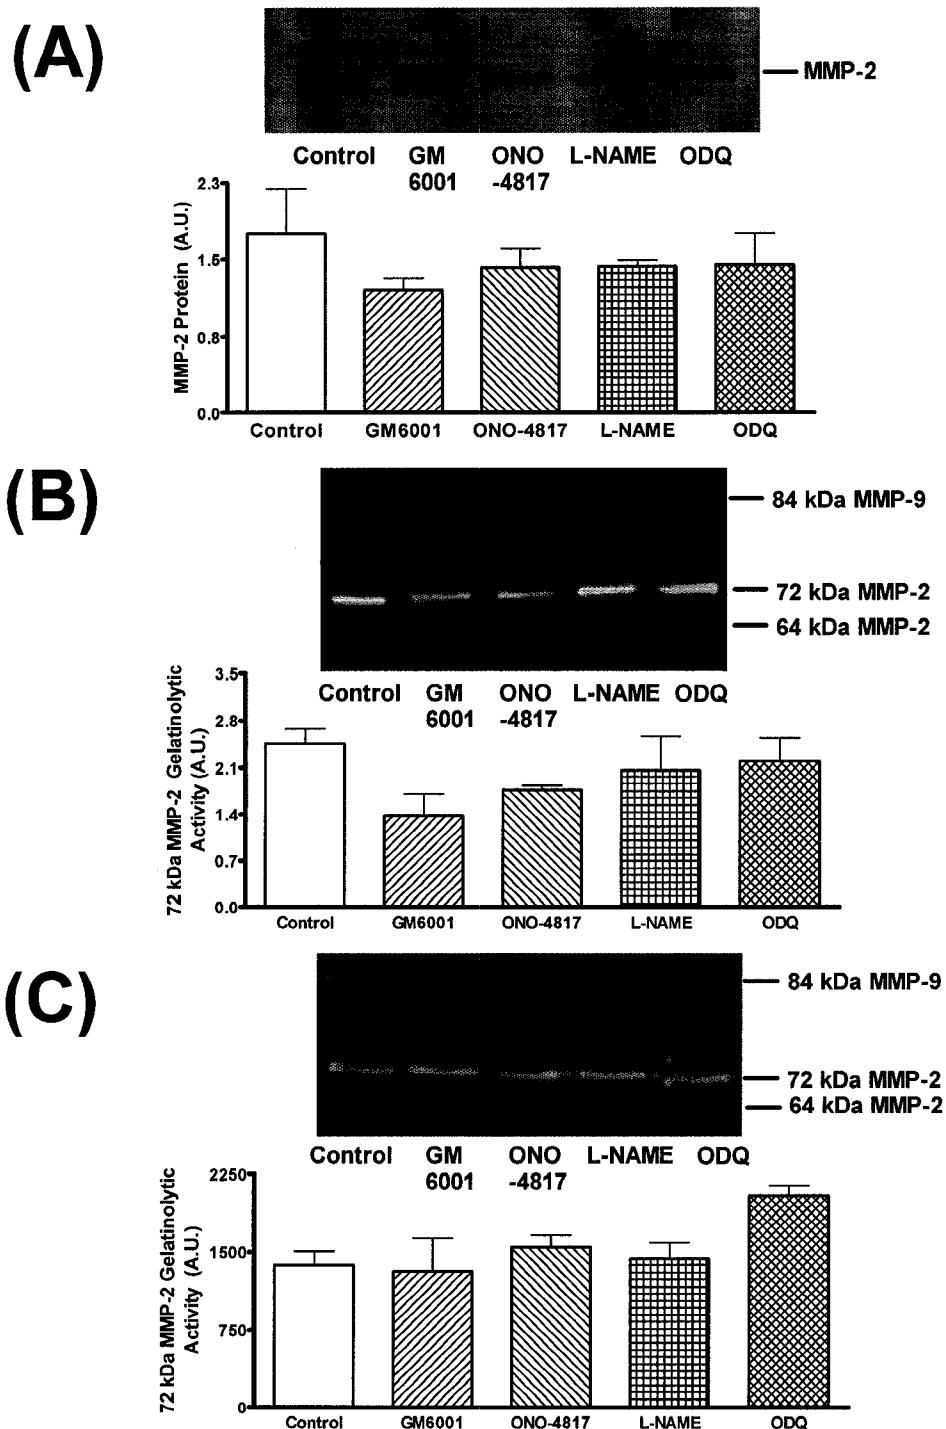 (A)
MMP-2
Control GM ONO L-NAME ODQ
6001 -4817
MMP-2 Protein (A.U.)
2.3
1.5
0.8
0.0
Control GM6001 ONO-4817 L-NAME ODQ
(B)
84 kDa MMP-9
72 kDa MMP-2
64 kDa MMP-2
Control GM ONO L-NAME ODQ
6001 -4817
72 kDa MMP-2 Gelatinolytic
Activity (A.U.)
3.5
2.8
2.1
1.4
0.7
0.0
Control GM6001 ONO-4817 L-NAME ODQ
(C)
84 kDa MMP-9
72 kDa MMP-2
64 kDa MMP-2
Control GM ONO L-NAME ODQ
6001 -4817
72 kDa MMP-2 Gelatinolytic
Activity (A.U.)
2250
1500
750
0
Control GM6001 ONO-4817 L-NAME ODQ